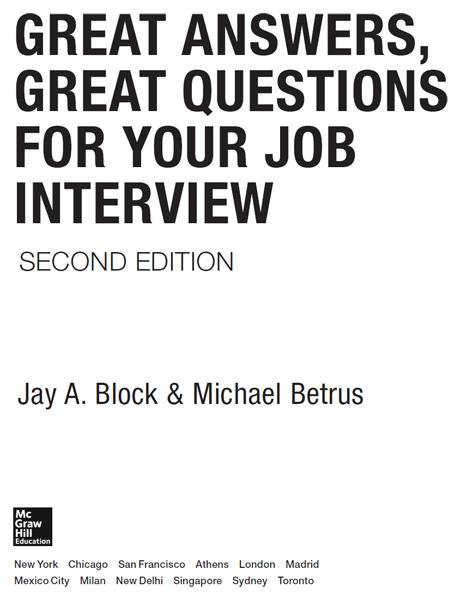 GREAT ANSWERS,
GREAT QUESTIONS
FOR YOUR JOB
INTERVIEW
SECOND EDITION
Jay A. Block & Michael Betrus
Mc
Graw
Hill
Education
New York Chicago San Francisco Athens London Madrid
Mexico City Milan New Delhi Singapore Sydney Toronto